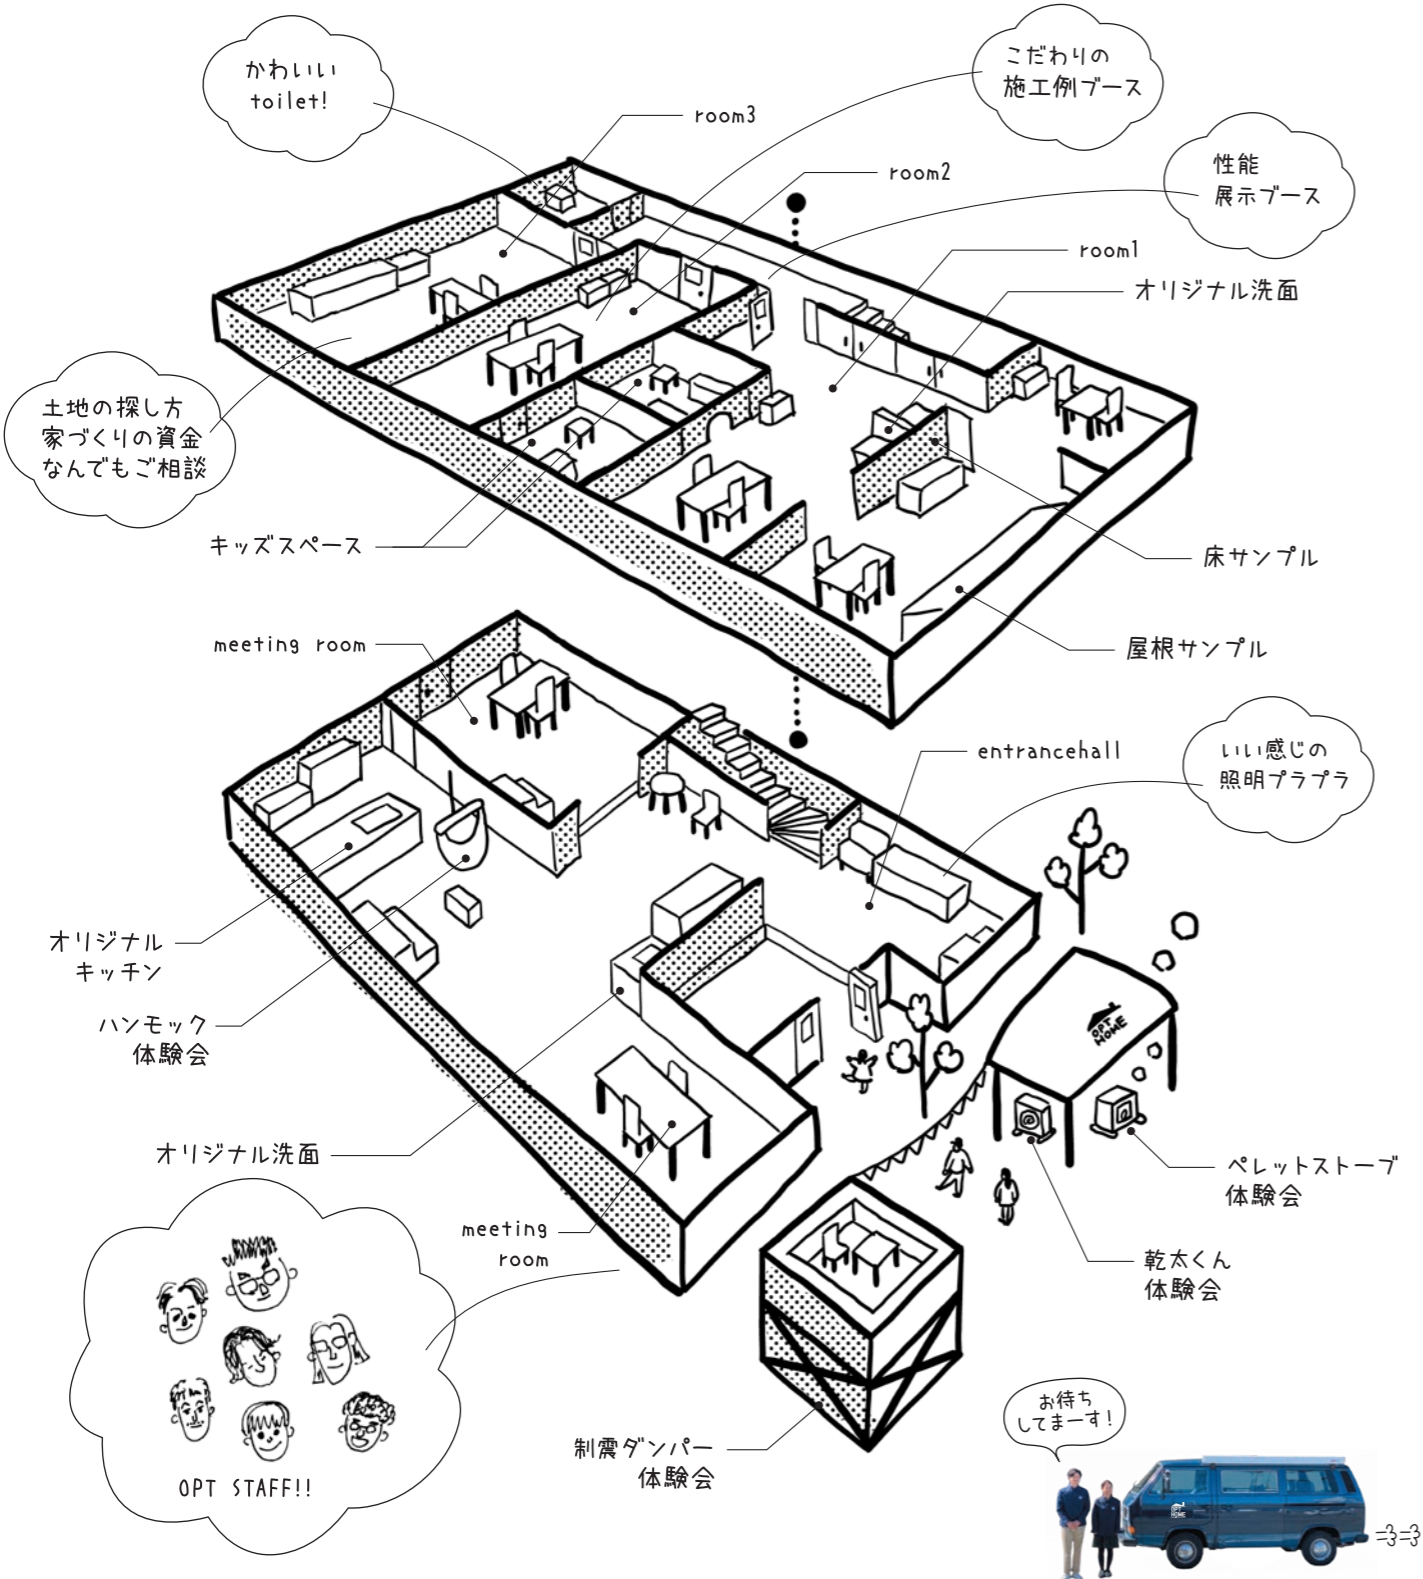 かわいい
toilet!
こだわりの
施工例ブース
room3
room2
性能
展示ブース
room1
オリジナル洗面
土地の探し方
家づくりの資金
なんでもご相談
キッズスペース
床サンプル
屋根サンプル
meeting room
entrancehall
いい感じの
照明プラプラ
オリジナル
キッチン
ハンモック
体験会
OPT
HOME
オリジナル洗面
ペレットストーブ
体験会
meeting
room
乾太くん
体験会
OPT STAFF!!
制震ダンパー
体験会
お待ち
してまーす!
OPT
HOME